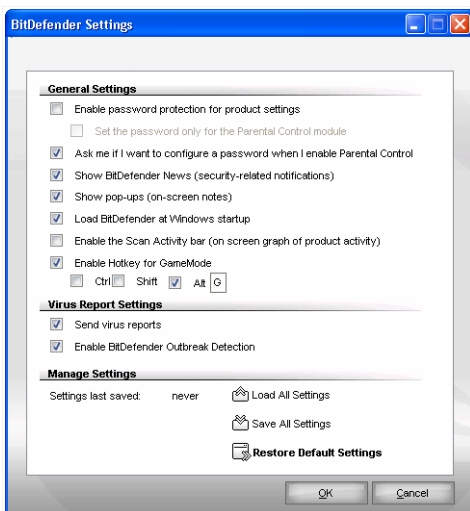 BitDefender Settings
General Settings
Enable password protection for product settings
Set the password only for the Parental Control module
Ask me if I want to configure a password when I enable Parental Control
Show BitDefender News (security-related notifications)
Show pop-ups (on-screen notes)
Load BitDefender at Windows startup
Enable the Scan Activity bar (on screen graph of product activity)
Enable Hotkey for GameMode
Ctrl Shift Alt G
Virus Report Settings
Send virus reports
Enable BitDefender Outbreak Detection
Manage Settings
Settings last saved: never Load All Settings
Save All Settings
Restore Default Settings
OK Cancel